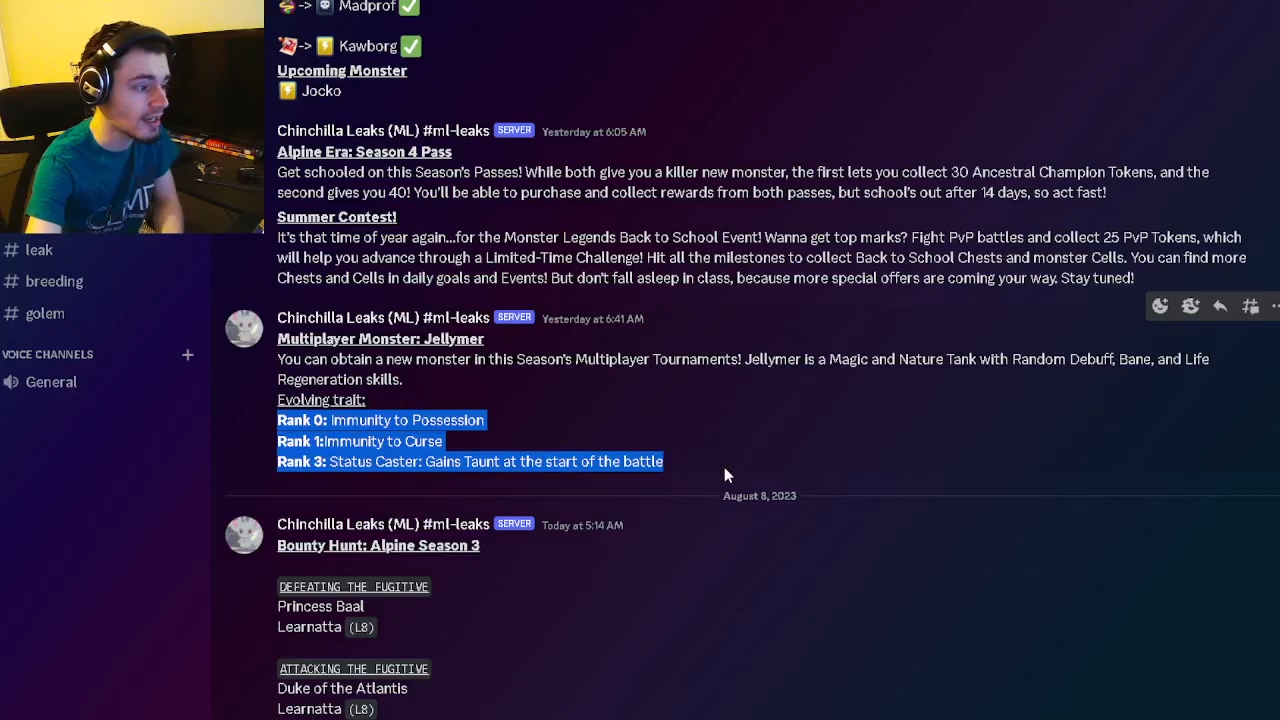 -> Madprof
-> Kawborg
Upcoming Monster
Jocko
Chinchilla Leaks (ML) #ml-leaks SERVER Yesterday at 6:05 AM
Alpine Era: Season 4 Pass
Get schooled on this Season's Passes! While both give you a killer new monster, the first lets you collect 30 Ancestral Champion Tokens, and the
second gives you 40! You'll be able to purchase and collect rewards from both passes, but school's out after 14 days, so act fast!
Summer Contest!
It's that time of year again...for the Monster Legends Back to School Event! Wanna get top marks? Fight PvP battles and collect 25 PvP Tokens, which
will help you advance through a Limited-Time Challenge! Hit all the milestones to collect Back to School Chests and monster Cells. You can find more
Chests and Cells in daily goals and Events! But don't fall asleep in class, because more special offers are coming your way. Stay tuned!
# leak
# breeding
# golem
VOICE CHANNELS +
General
Chinchilla Leaks (ML) #ml-leaks SERVER Yesterday at 6:41 AM
Multiplayer Monster: Jellymer
You can obtain a new monster in this Season's Multiplayer Tournaments! Jellymer is a Magic and Nature Tank with Random Debuff, Bane, and Life
Regeneration skills.
Evolving trait:
Rank 0: Immunity to Possession
Rank 1:Immunity to Curse
Rank 3: Status Caster: Gains Taunt at the start of the battle
August 8, 2023
Chinchilla Leaks (ML) #ml-leaks SERVER Today at 5:14 AM
Bounty Hunt: Alpine Season 3
DEFEATING THE FUGITIVE
Princess Baal
Learnatta (L8)
ATTACKING THE FUGITIVE
Duke of the Atlantis
Learnatta (L8)